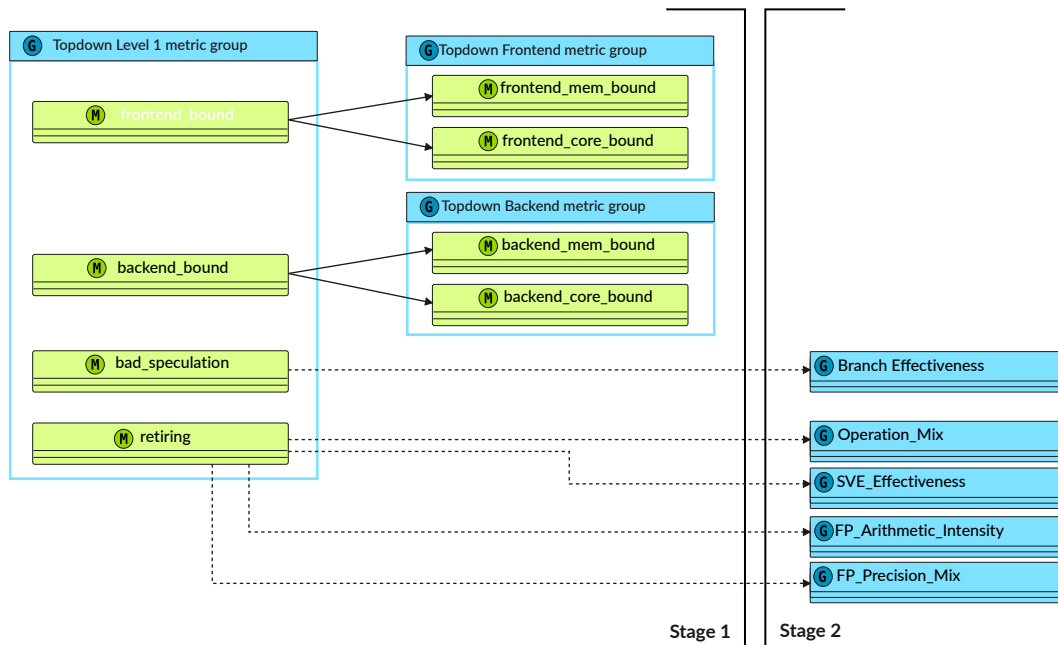 G Topdown Level 1 metric group
M frontend_bound
M backend_bound
M bad_speculation
M retiring
G Topdown Frontend metric group
M frontend_mem_bound
M frontend_core_bound
G Topdown Backend metric group
M backend_mem_bound
M backend_core_bound
G Branch Effectiveness
G Operation_Mix
G SVE_Effectiveness
G FP_Arithmetic_Intensity
G FP_Precision_Mix
Stage 1
Stage 2